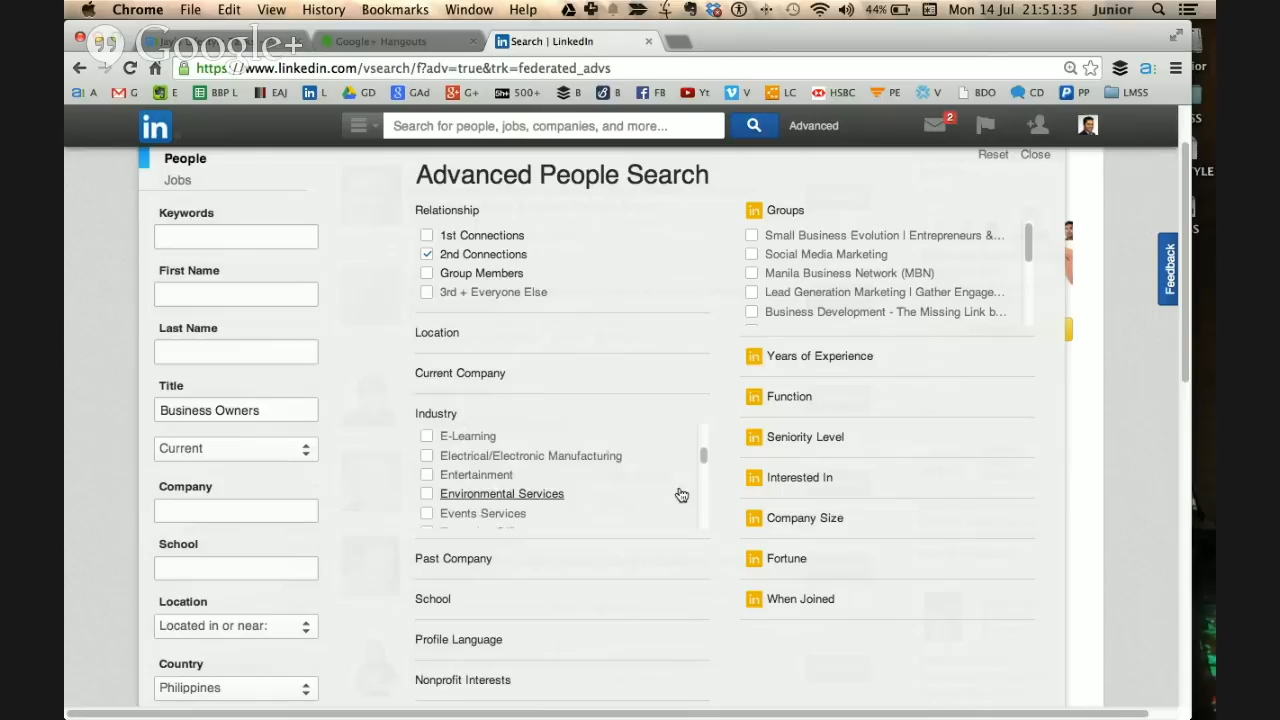 Chrome File Edit View History Bookmarks Window Help 44% Mon 14 Jul 21:51:35 Junior
Google+
Google+ Hangouts
Search | LinkedIn
https://www.linkedin.com/vsearch/f?adv=true&trk=federated_advs
A G E BBP L EAJ L GD GAd G+ 500+ B B FB Yt V LC HSBC PE V BDO CD PP LMSS
in Search for people, jobs, companies, and more... Advanced 2
People
Jobs
Reset Close
Advanced People Search
Keywords
First Name
Last Name
Title
Business Owners
Current
Company
School
Location
Located in or near:
Country
Philippines
Relationship
1st Connections
2nd Connections
Group Members
3rd + Everyone Else
Location
Current Company
Industry
E-Learning
Electrical/Electronic Manufacturing
Entertainment
Environmental Services
Events Services
Past Company
School
Profile Language
Nonprofit Interests
Groups
Small Business Evolution | Entrepreneurs &...
Social Media Marketing
Manila Business Network (MBN)
Lead Generation Marketing | Gather Engage...
Business Development - The Missing Link b...
Years of Experience
Function
Seniority Level
Interested In
Company Size
Fortune
When Joined
Feedback